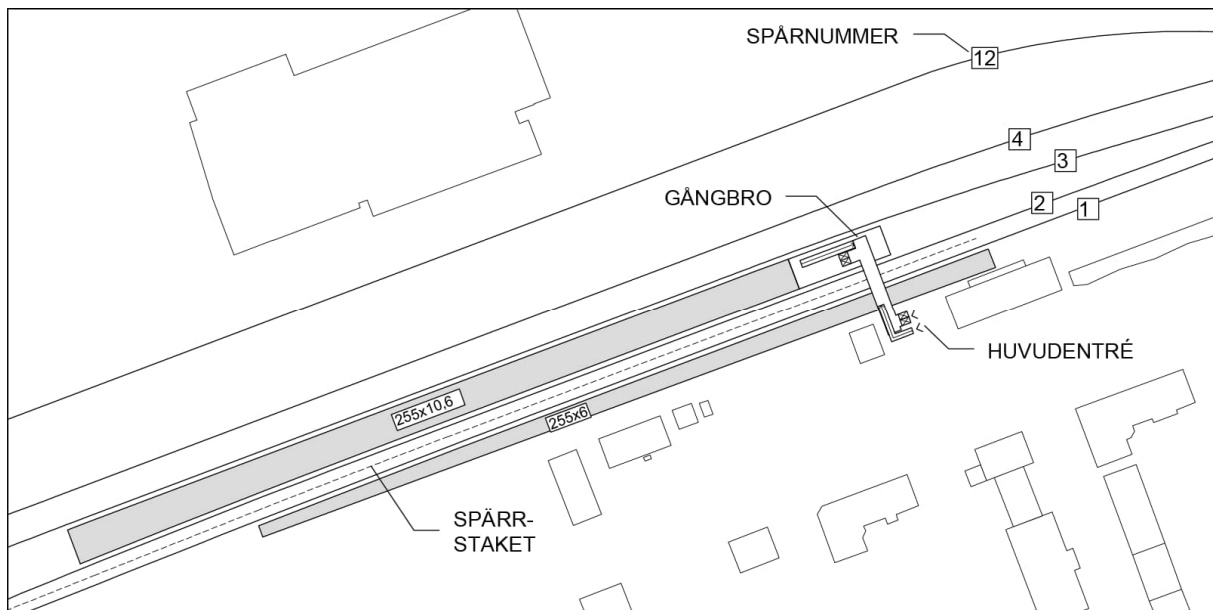 SPÅRNUMMER
12
4
3
GÅNGBRO
2
1
HUVUDENTRÉ
255x10,6
255x6
SPÄRR-
STAKET